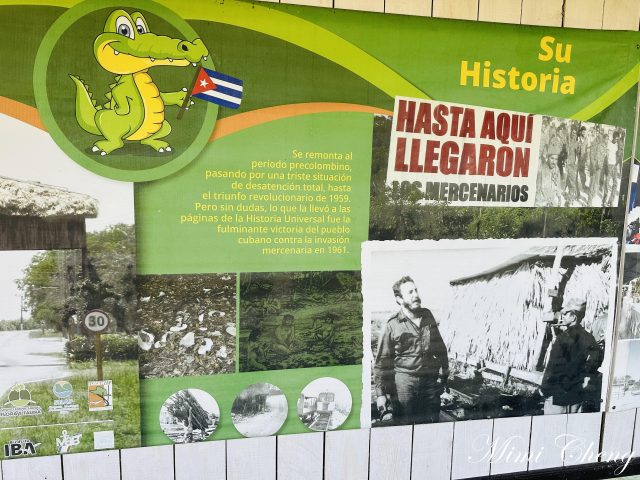 Su
Historia
HASTA AQUÍ
LLEGARON
LOS MERCENARIOS
Se remonta al
período precolombino,
pasando por una triste situación
de desatención total, hasta
el triunfo revolucionario de 1959.
Pero sin dudas, lo que la llevó a las
páginas de la Historia Universal fue la
fulminante victoria del pueblo
cubano contra la invasión
mercenaria en 1961.
50
IBA
Mimi Cheng